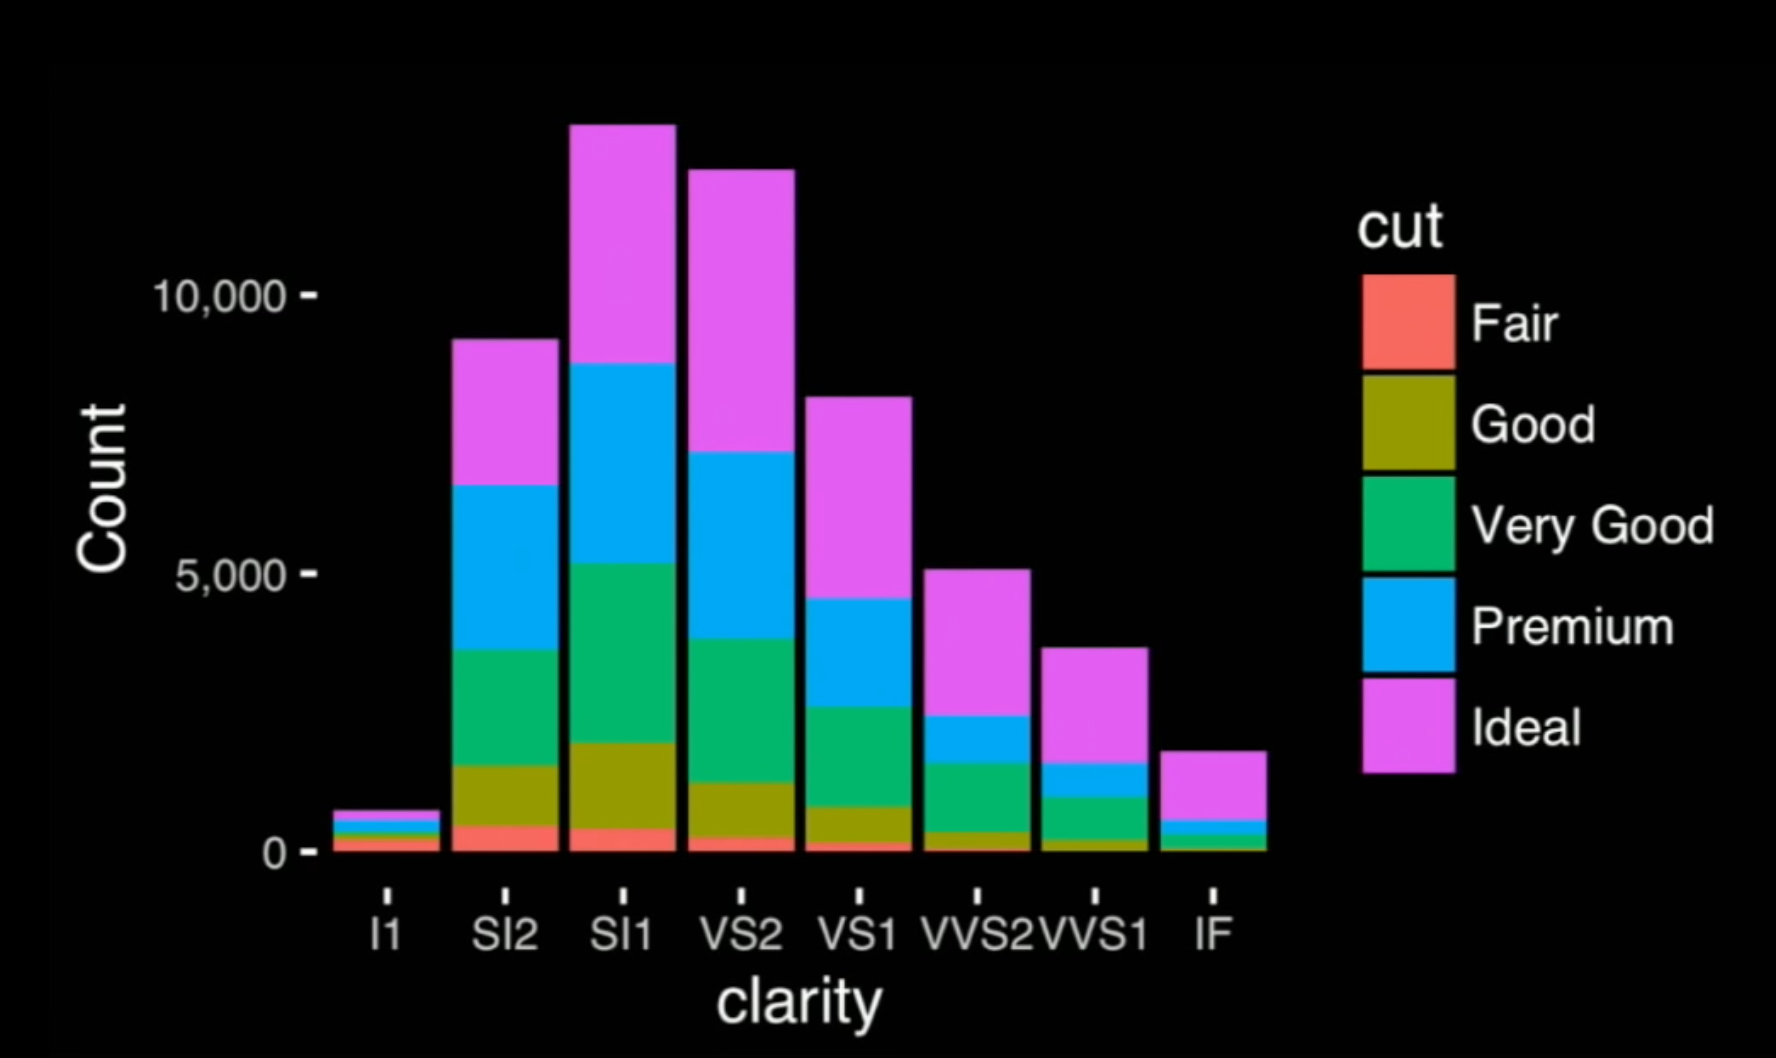 Count
10,000
5,000
0
I1 SI2 SI1 VS2 VS1 VVS2 VVS1 IF
clarity
cut
Fair
Good
Very Good
Premium
Ideal